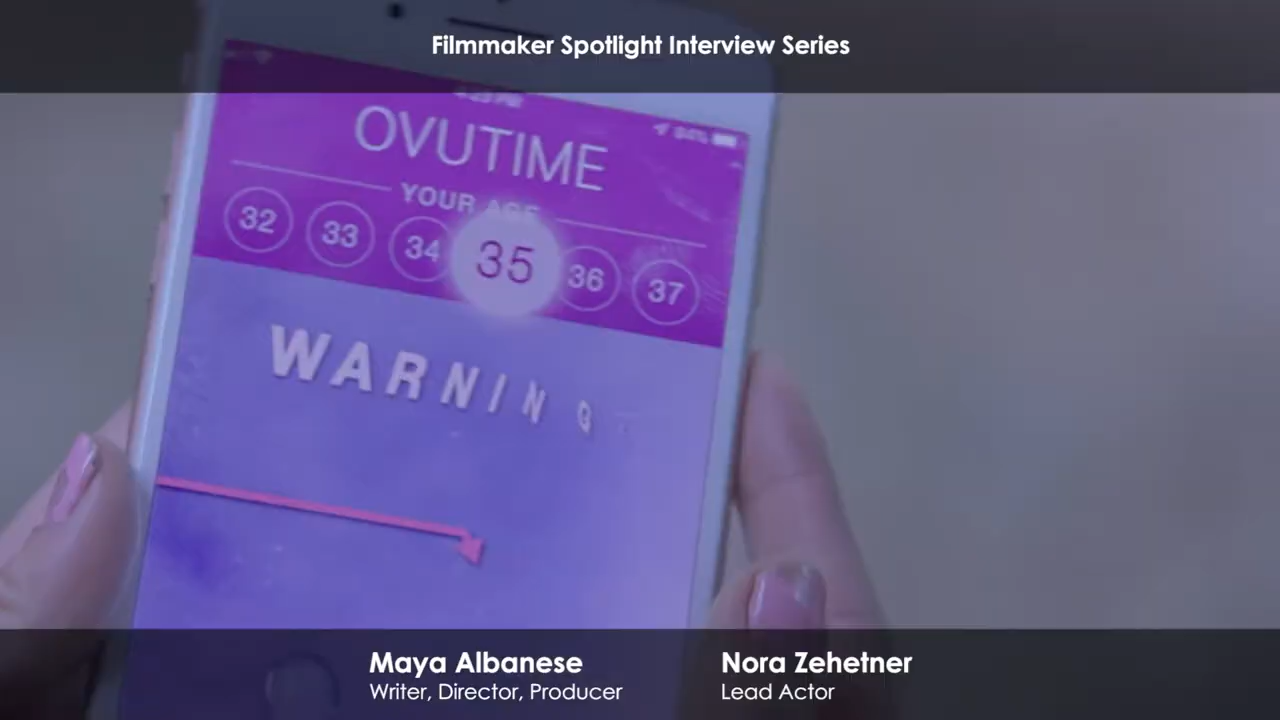 Filmmaker Spotlight Interview Series
84%
OVUTIME
YOUR AGE
32 33 34 35 36 37
WARNING
Maya Albanese
Writer, Director, Producer
Nora Zehetner
Lead Actor